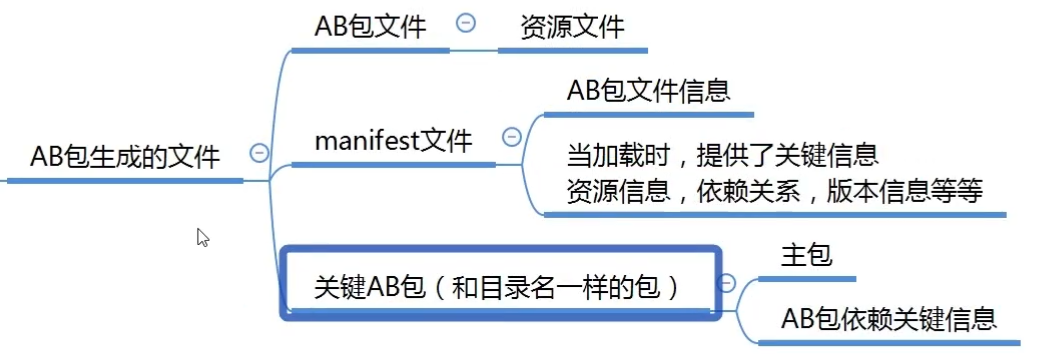 AB包文件
资源文件
AB包文件信息
manifest文件
当加载时，提供了关键信息
资源信息，依赖关系，版本信息等等
AB包生成的文件
关键AB包（和目录名一样的包）
主包
AB包依赖关键信息